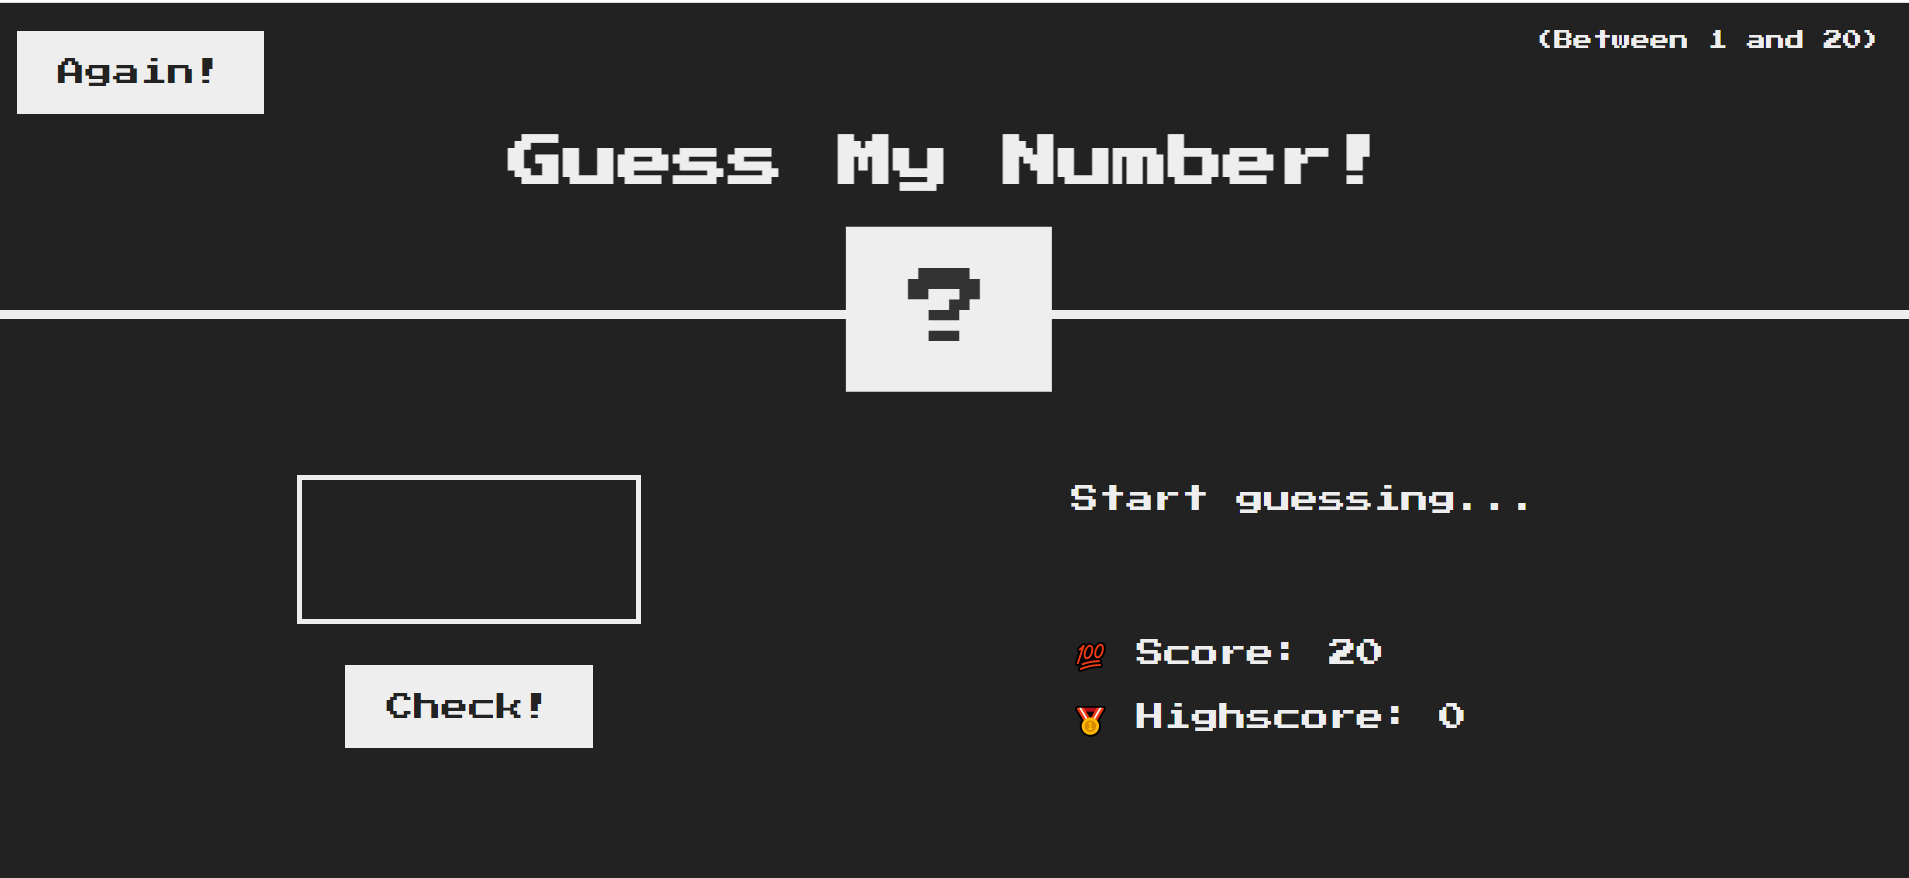 Again!
(Between 1 and 20)
Guess My Number!
?
Start guessing...
Check!
💯 Score: 20
🥇 Highscore: 0